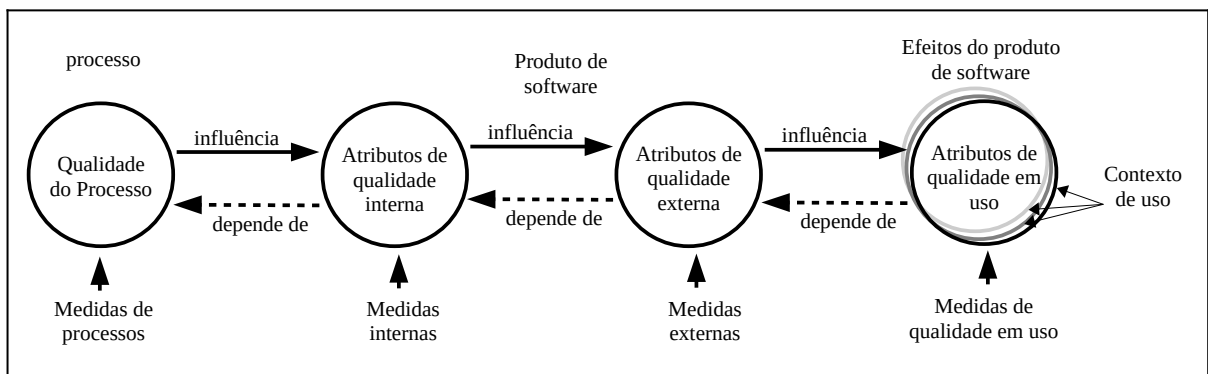 processo
Produto de
software
Efeitos do produto
de software
influência
influência
influência
Qualidade
do Processo
Atributos de
qualidade
interna
Atributos de
qualidade
externa
Atributos de
qualidade em
uso
Contexto
de uso
depende de
depende de
depende de
Medidas de
processos
Medidas
internas
Medidas
externas
Medidas de
qualidade em uso